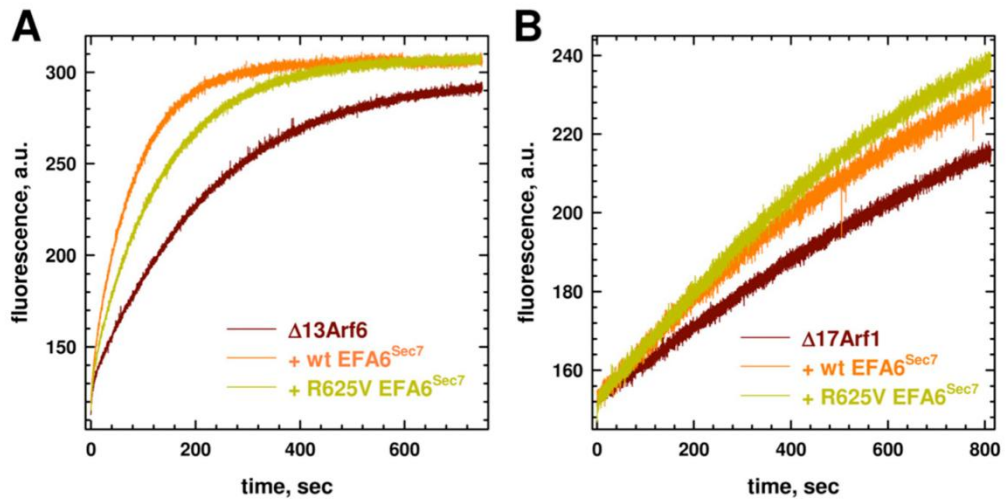 A
300
250
200
150
fluorescence, a.u.
Δ13Arf6
+ wt EFA6Sec7
+ R625V EFA6Sec7
0
200
400
600
time, sec
B
240
220
200
180
160
fluorescence, a.u.
Δ17Arf1
+ wt EFA6Sec7
+ R625V EFA6Sec7
0
200
400
600
800
time, sec